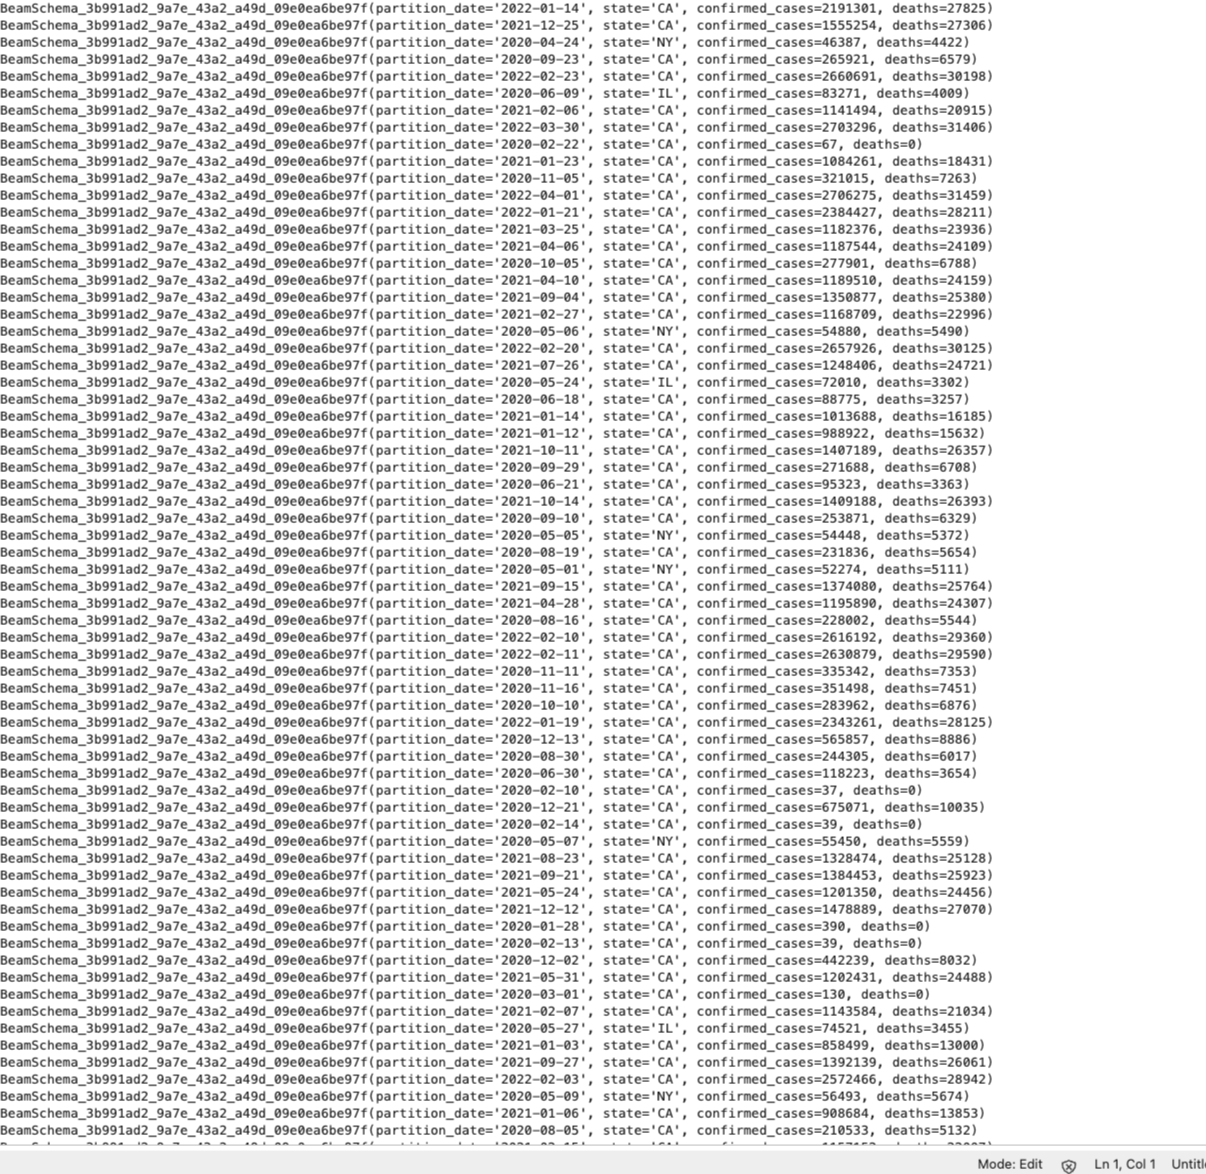 BeamSchema_3b991ad2_9a7e_43a2_a49d_09e0ea6be97f(partition_date='2022-01-14', state='CA', confirmed_cases=2191301, deaths=27825)
BeamSchema_3b991ad2_9a7e_43a2_a49d_09e0ea6be97f(partition_date='2021-12-25', state='CA', confirmed_cases=1555254, deaths=27306)
BeamSchema_3b991ad2_9a7e_43a2_a49d_09e0ea6be97f(partition_date='2020-04-24', state='NY', confirmed_cases=46387, deaths=4422)
BeamSchema_3b991ad2_9a7e_43a2_a49d_09e0ea6be97f(partition_date='2020-09-23', state='CA', confirmed_cases=265921, deaths=6579)
BeamSchema_3b991ad2_9a7e_43a2_a49d_09e0ea6be97f(partition_date='2022-02-23', state='CA', confirmed_cases=2660691, deaths=30198)
BeamSchema_3b991ad2_9a7e_43a2_a49d_09e0ea6be97f(partition_date='2020-06-09', state='IL', confirmed_cases=83271, deaths=4009)
BeamSchema_3b991ad2_9a7e_43a2_a49d_09e0ea6be97f(partition_date='2021-02-06', state='CA', confirmed_cases=1141494, deaths=20915)
BeamSchema_3b991ad2_9a7e_43a2_a49d_09e0ea6be97f(partition_date='2022-03-30', state='CA', confirmed_cases=2703296, deaths=31406)
BeamSchema_3b991ad2_9a7e_43a2_a49d_09e0ea6be97f(partition_date='2020-02-22', state='CA', confirmed_cases=67, deaths=0)
BeamSchema_3b991ad2_9a7e_43a2_a49d_09e0ea6be97f(partition_date='2021-01-23', state='CA', confirmed_cases=1084261, deaths=18431)
BeamSchema_3b991ad2_9a7e_43a2_a49d_09e0ea6be97f(partition_date='2020-11-05', state='CA', confirmed_cases=321015, deaths=7263)
BeamSchema_3b991ad2_9a7e_43a2_a49d_09e0ea6be97f(partition_date='2022-04-01', state='CA', confirmed_cases=2706275, deaths=31459)
BeamSchema_3b991ad2_9a7e_43a2_a49d_09e0ea6be97f(partition_date='2022-01-21', state='CA', confirmed_cases=2384427, deaths=28211)
BeamSchema_3b991ad2_9a7e_43a2_a49d_09e0ea6be97f(partition_date='2021-03-25', state='CA', confirmed_cases=1182376, deaths=23936)
BeamSchema_3b991ad2_9a7e_43a2_a49d_09e0ea6be97f(partition_date='2021-04-06', state='CA', confirmed_cases=1187544, deaths=24109)
BeamSchema_3b991ad2_9a7e_43a2_a49d_09e0ea6be97f(partition_date='2020-10-05', state='CA', confirmed_cases=277901, deaths=6788)
BeamSchema_3b991ad2_9a7e_43a2_a49d_09e0ea6be97f(partition_date='2021-04-10', state='CA', confirmed_cases=1189510, deaths=24159)
BeamSchema_3b991ad2_9a7e_43a2_a49d_09e0ea6be97f(partition_date='2021-09-04', state='CA', confirmed_cases=1350877, deaths=25380)
BeamSchema_3b991ad2_9a7e_43a2_a49d_09e0ea6be97f(partition_date='2021-02-27', state='CA', confirmed_cases=1168709, deaths=22996)
BeamSchema_3b991ad2_9a7e_43a2_a49d_09e0ea6be97f(partition_date='2020-05-06', state='NY', confirmed_cases=54880, deaths=5490)
BeamSchema_3b991ad2_9a7e_43a2_a49d_09e0ea6be97f(partition_date='2022-02-20', state='CA', confirmed_cases=2657926, deaths=30125)
BeamSchema_3b991ad2_9a7e_43a2_a49d_09e0ea6be97f(partition_date='2021-07-26', state='CA', confirmed_cases=1248406, deaths=24721)
BeamSchema_3b991ad2_9a7e_43a2_a49d_09e0ea6be97f(partition_date='2020-05-24', state='IL', confirmed_cases=72010, deaths=3302)
BeamSchema_3b991ad2_9a7e_43a2_a49d_09e0ea6be97f(partition_date='2020-06-18', state='CA', confirmed_cases=88775, deaths=3257)
BeamSchema_3b991ad2_9a7e_43a2_a49d_09e0ea6be97f(partition_date='2021-01-14', state='CA', confirmed_cases=1013688, deaths=16185)
BeamSchema_3b991ad2_9a7e_43a2_a49d_09e0ea6be97f(partition_date='2021-01-12', state='CA', confirmed_cases=988922, deaths=15632)
BeamSchema_3b991ad2_9a7e_43a2_a49d_09e0ea6be97f(partition_date='2021-10-11', state='CA', confirmed_cases=1407189, deaths=26357)
BeamSchema_3b991ad2_9a7e_43a2_a49d_09e0ea6be97f(partition_date='2020-09-29', state='CA', confirmed_cases=271688, deaths=6708)
BeamSchema_3b991ad2_9a7e_43a2_a49d_09e0ea6be97f(partition_date='2020-06-21', state='CA', confirmed_cases=95323, deaths=3363)
BeamSchema_3b991ad2_9a7e_43a2_a49d_09e0ea6be97f(partition_date='2021-10-14', state='CA', confirmed_cases=1409188, deaths=26393)
BeamSchema_3b991ad2_9a7e_43a2_a49d_09e0ea6be97f(partition_date='2020-09-10', state='CA', confirmed_cases=253871, deaths=6329)
BeamSchema_3b991ad2_9a7e_43a2_a49d_09e0ea6be97f(partition_date='2020-05-05', state='NY', confirmed_cases=54448, deaths=5372)
BeamSchema_3b991ad2_9a7e_43a2_a49d_09e0ea6be97f(partition_date='2020-08-19', state='CA', confirmed_cases=231836, deaths=5654)
BeamSchema_3b991ad2_9a7e_43a2_a49d_09e0ea6be97f(partition_date='2020-05-01', state='NY', confirmed_cases=52274, deaths=5111)
BeamSchema_3b991ad2_9a7e_43a2_a49d_09e0ea6be97f(partition_date='2021-09-15', state='CA', confirmed_cases=1374080, deaths=25764)
BeamSchema_3b991ad2_9a7e_43a2_a49d_09e0ea6be97f(partition_date='2021-04-28', state='CA', confirmed_cases=1195890, deaths=24307)
BeamSchema_3b991ad2_9a7e_43a2_a49d_09e0ea6be97f(partition_date='2020-08-16', state='CA', confirmed_cases=228002, deaths=5544)
BeamSchema_3b991ad2_9a7e_43a2_a49d_09e0ea6be97f(partition_date='2022-02-10', state='CA', confirmed_cases=2616192, deaths=29360)
BeamSchema_3b991ad2_9a7e_43a2_a49d_09e0ea6be97f(partition_date='2022-02-11', state='CA', confirmed_cases=2630879, deaths=29590)
BeamSchema_3b991ad2_9a7e_43a2_a49d_09e0ea6be97f(partition_date='2020-11-11', state='CA', confirmed_cases=335342, deaths=7353)
BeamSchema_3b991ad2_9a7e_43a2_a49d_09e0ea6be97f(partition_date='2020-11-16', state='CA', confirmed_cases=351498, deaths=7451)
BeamSchema_3b991ad2_9a7e_43a2_a49d_09e0ea6be97f(partition_date='2020-10-10', state='CA', confirmed_cases=283962, deaths=6876)
BeamSchema_3b991ad2_9a7e_43a2_a49d_09e0ea6be97f(partition_date='2022-01-19', state='CA', confirmed_cases=2343261, deaths=28125)
BeamSchema_3b991ad2_9a7e_43a2_a49d_09e0ea6be97f(partition_date='2020-12-13', state='CA', confirmed_cases=565857, deaths=8886)
BeamSchema_3b991ad2_9a7e_43a2_a49d_09e0ea6be97f(partition_date='2020-08-30', state='CA', confirmed_cases=244305, deaths=6017)
BeamSchema_3b991ad2_9a7e_43a2_a49d_09e0ea6be97f(partition_date='2020-06-30', state='CA', confirmed_cases=118223, deaths=3654)
BeamSchema_3b991ad2_9a7e_43a2_a49d_09e0ea6be97f(partition_date='2020-02-10', state='CA', confirmed_cases=37, deaths=0)
BeamSchema_3b991ad2_9a7e_43a2_a49d_09e0ea6be97f(partition_date='2020-12-21', state='CA', confirmed_cases=675071, deaths=10035)
BeamSchema_3b991ad2_9a7e_43a2_a49d_09e0ea6be97f(partition_date='2020-02-14', state='CA', confirmed_cases=39, deaths=0)
BeamSchema_3b991ad2_9a7e_43a2_a49d_09e0ea6be97f(partition_date='2020-05-07', state='NY', confirmed_cases=55450, deaths=5559)
BeamSchema_3b991ad2_9a7e_43a2_a49d_09e0ea6be97f(partition_date='2021-08-23', state='CA', confirmed_cases=1328474, deaths=25128)
BeamSchema_3b991ad2_9a7e_43a2_a49d_09e0ea6be97f(partition_date='2021-09-21', state='CA', confirmed_cases=1384453, deaths=25923)
BeamSchema_3b991ad2_9a7e_43a2_a49d_09e0ea6be97f(partition_date='2021-05-24', state='CA', confirmed_cases=1201350, deaths=24456)
BeamSchema_3b991ad2_9a7e_43a2_a49d_09e0ea6be97f(partition_date='2021-12-12', state='CA', confirmed_cases=1478889, deaths=27070)
BeamSchema_3b991ad2_9a7e_43a2_a49d_09e0ea6be97f(partition_date='2020-01-28', state='CA', confirmed_cases=390, deaths=0)
BeamSchema_3b991ad2_9a7e_43a2_a49d_09e0ea6be97f(partition_date='2020-02-13', state='CA', confirmed_cases=39, deaths=0)
BeamSchema_3b991ad2_9a7e_43a2_a49d_09e0ea6be97f(partition_date='2020-12-02', state='CA', confirmed_cases=442239, deaths=8032)
BeamSchema_3b991ad2_9a7e_43a2_a49d_09e0ea6be97f(partition_date='2021-05-31', state='CA', confirmed_cases=1202431, deaths=24488)
BeamSchema_3b991ad2_9a7e_43a2_a49d_09e0ea6be97f(partition_date='2020-03-01', state='CA', confirmed_cases=130, deaths=0)
BeamSchema_3b991ad2_9a7e_43a2_a49d_09e0ea6be97f(partition_date='2021-02-07', state='CA', confirmed_cases=1143584, deaths=21034)
BeamSchema_3b991ad2_9a7e_43a2_a49d_09e0ea6be97f(partition_date='2020-05-27', state='IL', confirmed_cases=74521, deaths=3455)
BeamSchema_3b991ad2_9a7e_43a2_a49d_09e0ea6be97f(partition_date='2021-01-03', state='CA', confirmed_cases=858499, deaths=13000)
BeamSchema_3b991ad2_9a7e_43a2_a49d_09e0ea6be97f(partition_date='2021-09-27', state='CA', confirmed_cases=1392139, deaths=26061)
BeamSchema_3b991ad2_9a7e_43a2_a49d_09e0ea6be97f(partition_date='2022-02-03', state='CA', confirmed_cases=2572466, deaths=28942)
BeamSchema_3b991ad2_9a7e_43a2_a49d_09e0ea6be97f(partition_date='2020-05-09', state='NY', confirmed_cases=56493, deaths=5674)
BeamSchema_3b991ad2_9a7e_43a2_a49d_09e0ea6be97f(partition_date='2021-01-06', state='CA', confirmed_cases=908684, deaths=13853)
BeamSchema_3b991ad2_9a7e_43a2_a49d_09e0ea6be97f(partition_date='2020-08-05', state='CA', confirmed_cases=210533, deaths=5132)
Mode: Edit Ln 1, Col 1 Untitle